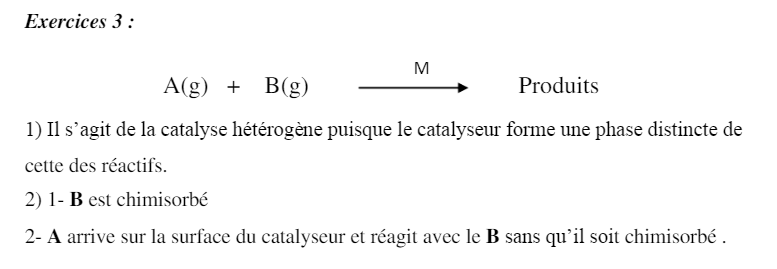 Exercices 3 :
M
A(g) + B(g) Produits
1) Il s’agit de la catalyse hétérogène puisque le catalyseur forme une phase distincte de
cette des réactifs.
2) 1- B est chimisorbé
2- A arrive sur la surface du catalyseur et réagit avec le B sans qu’il soit chimisorbé .